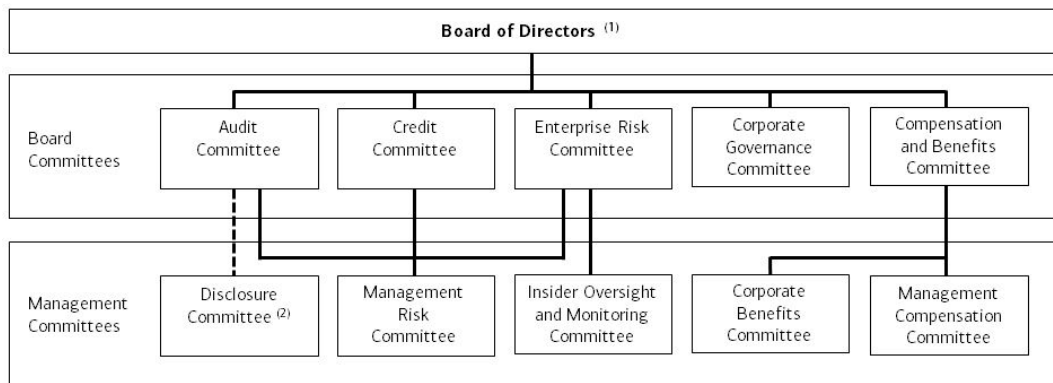 Board of Directors (1)
Board
Committees
Audit
Committee
Credit
Committee
Enterprise Risk
Committee
Corporate
Governance
Committee
Compensation
and Benefits
Committee
Management
Committees
Disclosure
Committee (2)
Management
Risk
Committee
Insider Oversight
and Monitoring
Committee
Corporate
Benefits
Committee
Management
Compensation
Committee